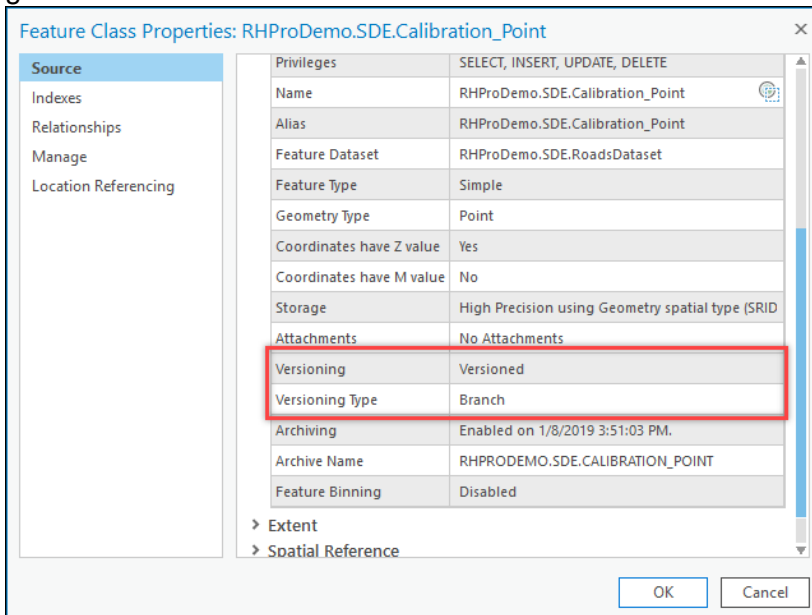 Feature Class Properties: RHProDemo.SDE.Calibration_Point ×
Source
Indexes
Relationships
Manage
Location Referencing
Privileges SELECT, INSERT, UPDATE, DELETE
Name RHProDemo.SDE.Calibration_Point
Alias RHProDemo.SDE.Calibration_Point
Feature Dataset RHProDemo.SDE.RoadsDataset
Feature Type Simple
Geometry Type Point
Coordinates have Z value Yes
Coordinates have M value No
Storage High Precision using Geometry spatial type (SRID
Attachments No Attachments
Versioning Versioned
Versioning Type Branch
Archiving Enabled on 1/8/2019 3:51:03 PM.
Archive Name RHPRODEMO.SDE.CALIBRATION_POINT
Feature Binning Disabled
> Extent
> Spatial Reference
OK Cancel